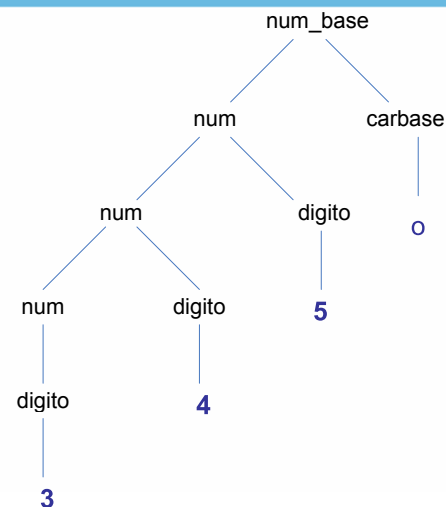 num_base
num carbase
num digito o
num digito 5
digito 4
3